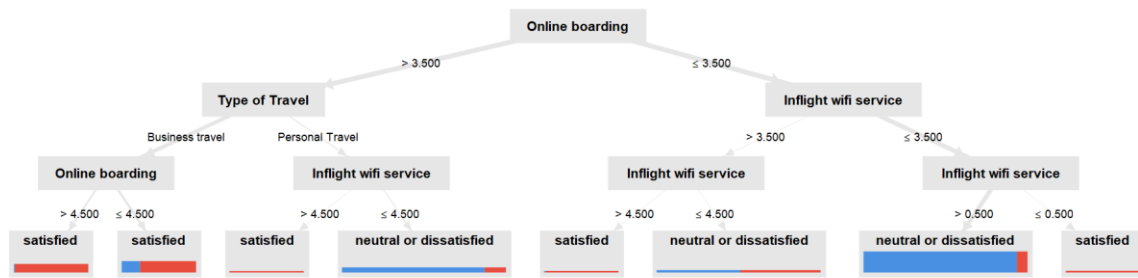 Online boarding
> 3.500
≤ 3.500
Type of Travel
Inflight wifi service
Business travel
Personal Travel
> 3.500
≤ 3.500
Online boarding
Inflight wifi service
Inflight wifi service
Inflight wifi service
> 4.500
≤ 4.500
> 4.500
≤ 4.500
> 4.500
≤ 4.500
> 0.500
≤ 0.500
satisfied
satisfied
satisfied
neutral or dissatisfied
satisfied
neutral or dissatisfied
neutral or dissatisfied
satisfied